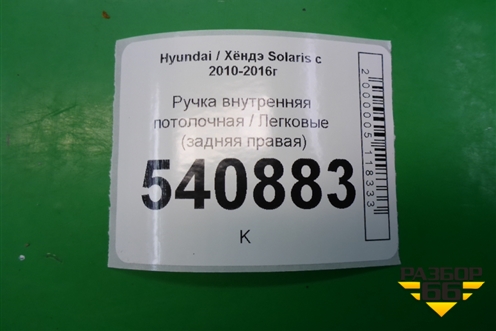 Hyundai / Хёндэ Solaris с
2010-2016г
Ручка внутренняя
потолочная / Легковые
(задняя правая)
540883
К
2000005118333
РАЗБОР
66